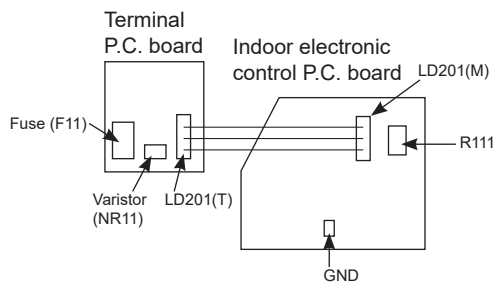 Terminal
P.C. board
Indoor electronic
control P.C. board
LD201(M)
Fuse (F11)
R111
Varistor
(NR11)
LD201(T)
GND